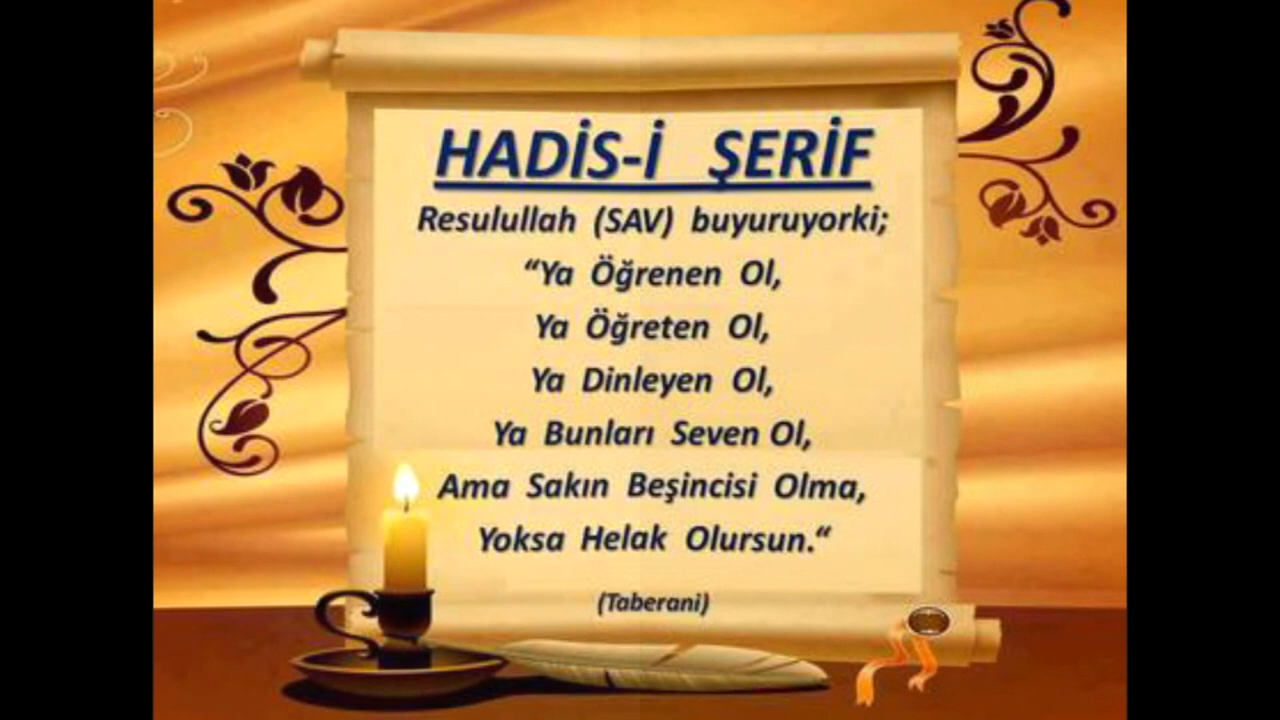 HADİS-İ ŞERİF
Resulullah (SAV) buyuruyorki;
“Ya Öğrenen Ol,
Ya Öğreten Ol,
Ya Dinleyen Ol,
Ya Bunları Seven Ol,
Ama Sakın Beşincisi Olma,
Yoksa Helak Olursun.“
(Taberani)